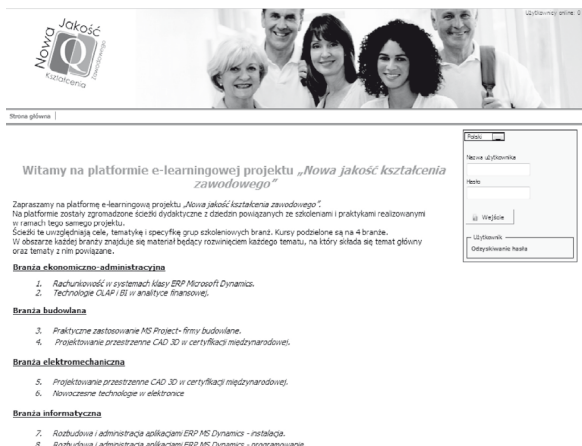 Użytkownicy online: 0
Nowa Jakość
Q
Kształcenia Zawodowego
Strona główna
Polski
Nazwa użytkownika
Hasło
Wejście
Użytkownik
Odzyskiwanie hasła
Witamy na platformie e-learningowej projektu „Nowa jakość kształcenia
zawodowego”
Zapraszamy na platformę e-learningową projektu „Nowa jakość kształcenia zawodowego”.
Na platformie zostały zgromadzone ścieżki dydaktyczne z dziedzin powiązanych ze szkoleniami i praktykami realizowanymi
w ramach tego samego projektu.
Ścieżki te uwzględniają cele, tematykę i specyfikę grup szkoleniowych branż. Kursy podzielone są na 4 branże.
W obszarze każdej branży znajduje się materiał będący rozwinięciem każdego tematu, na który składa się temat główny
oraz tematy z nim powiązane.
Branża ekonomiczno-administracyjna
1. Rachunkowość w systemach klasy ERP Microsoft Dynamics.
2. Technologie OLAP i BI w analityce finansowej.
Branża budowlana
3. Praktyczne zastosowanie MS Project- firmy budowlane.
4. Projektowanie przestrzenne CAD 3D w certyfikacji międzynarodowej.
Branża elektromechaniczna
5. Projektowanie przestrzenne CAD 3D w certyfikacji międzynarodowej.
6. Nowoczesne technologie w elektronice
Branża informatyczna
7. Rozbudowa i administracja aplikacjami ERP MS Dynamics - instalacja.
8. Rozbudowa i administracja aplikacjami ERP MS Dynamics - programowanie.